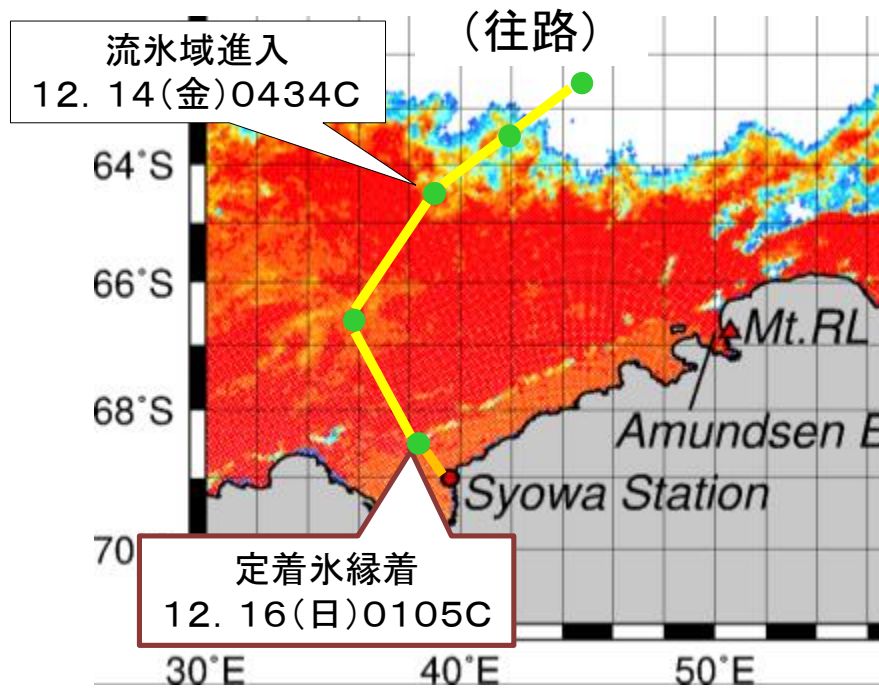 (往路)
流氷域進入
12. 14(金)0434C
64°S
66°S
Mt.RL
68°S
Amundsen B
Syowa Station
70
定着氷縁着
12. 16(日)0105C
30°E 40°E 50°E